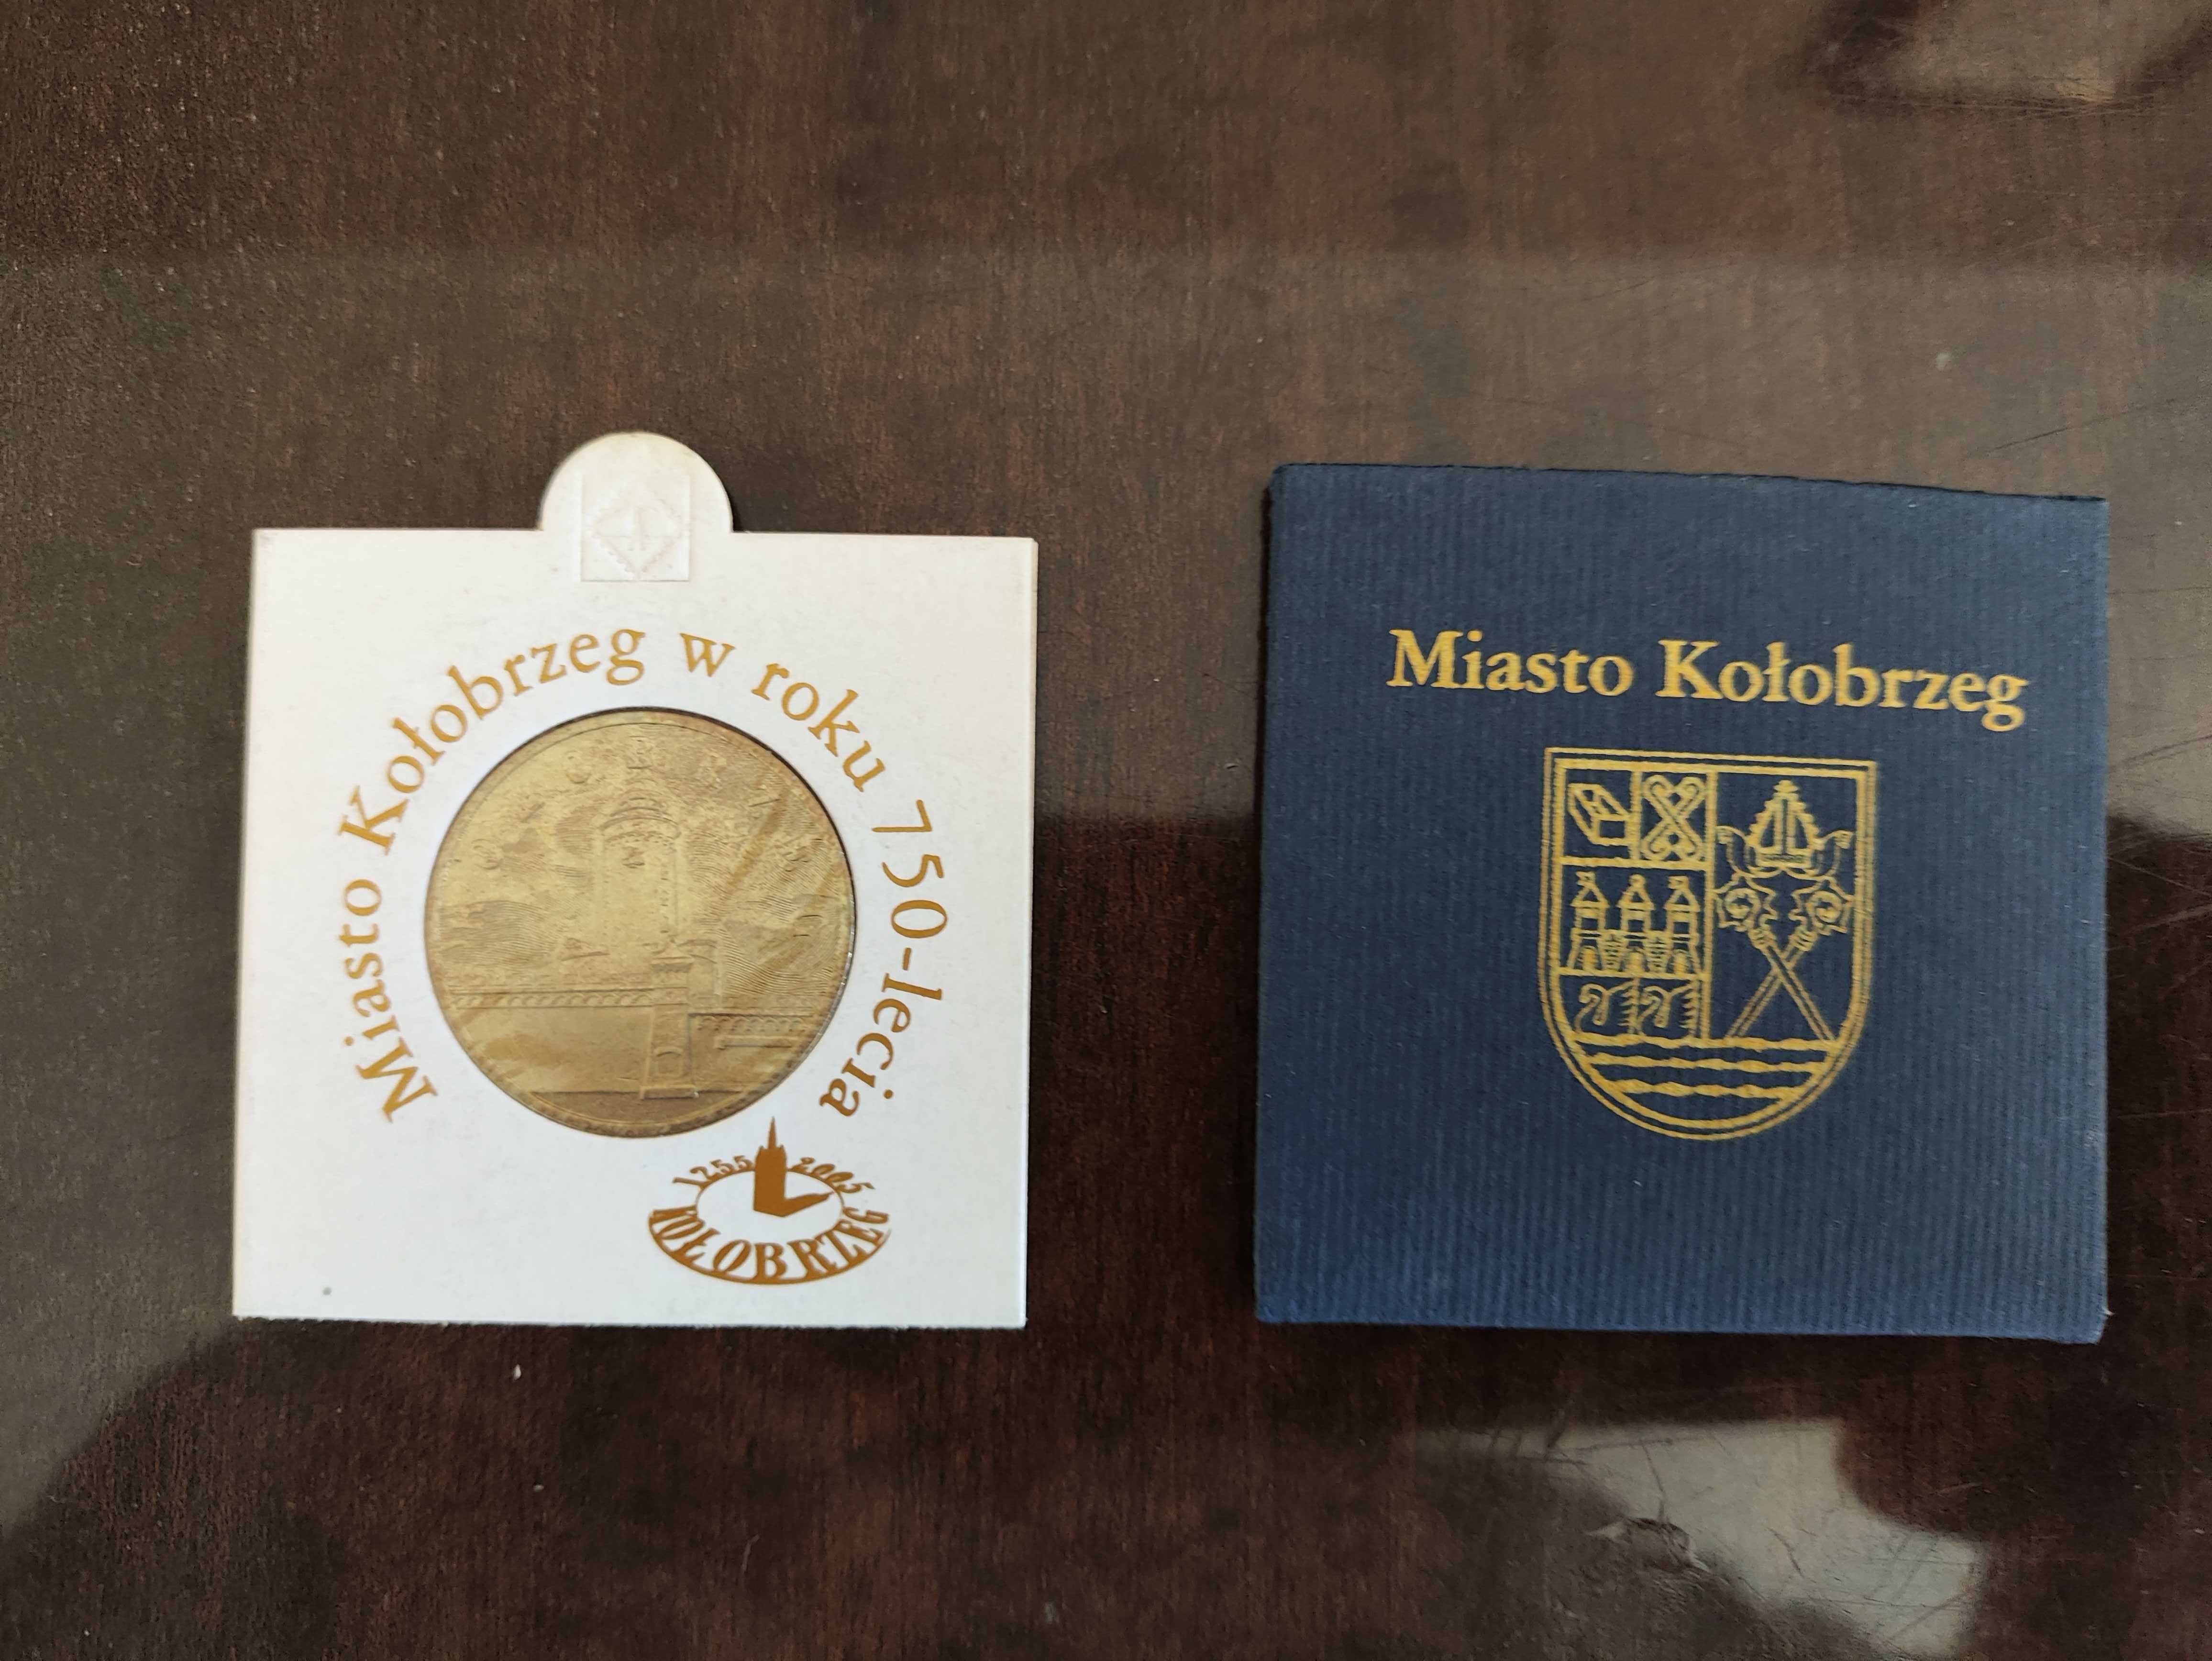 Miasto Kołobrzeg w roku 750-lecia
1255 2005
KOŁOBRZEG
Miasto Kołobrzeg